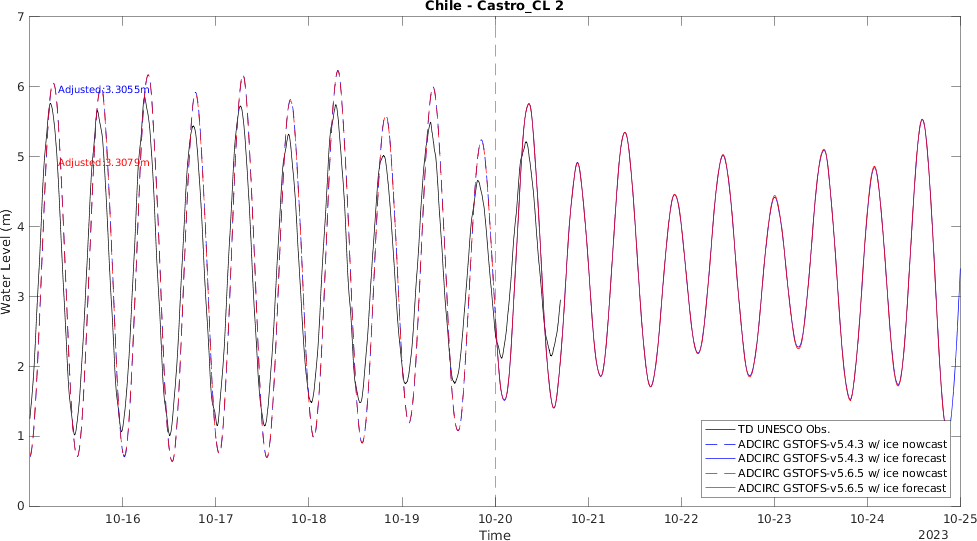 Chile - Castro_CL 2
7
6
5
4
3
2
1
0
Water Level (m)
Adjusted:3.3055m
Adjusted:3.3079m
TD UNESCO Obs.
ADCIRC GSTOFS-v5.4.3 w/ ice nowcast
ADCIRC GSTOFS-v5.4.3 w/ ice forecast
ADCIRC GSTOFS-v5.6.5 w/ ice nowcast
ADCIRC GSTOFS-v5.6.5 w/ ice forecast
10-16 10-17 10-18 10-19 10-20 10-21 10-22 10-23 10-24 10-25
Time
2023